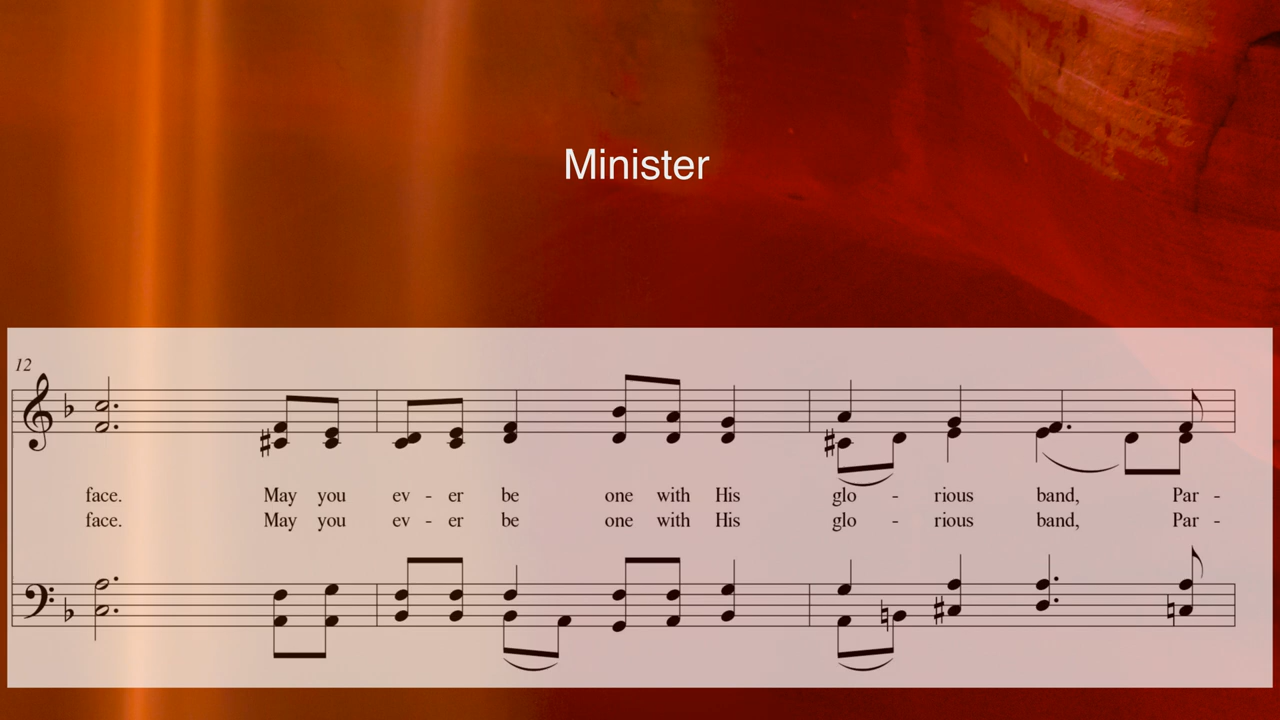 Minister
12
face. May you ev - er be one with His glo - rious band, Par -
face. May you ev - er be one with His glo - rious band, Par -